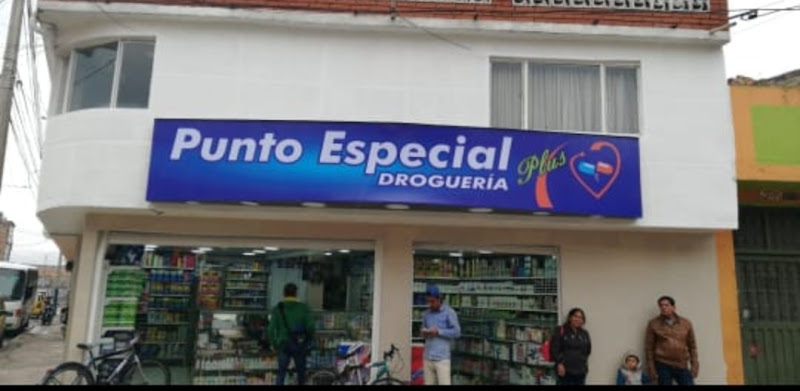 Punto Especial
DROGUERÍA
Plus